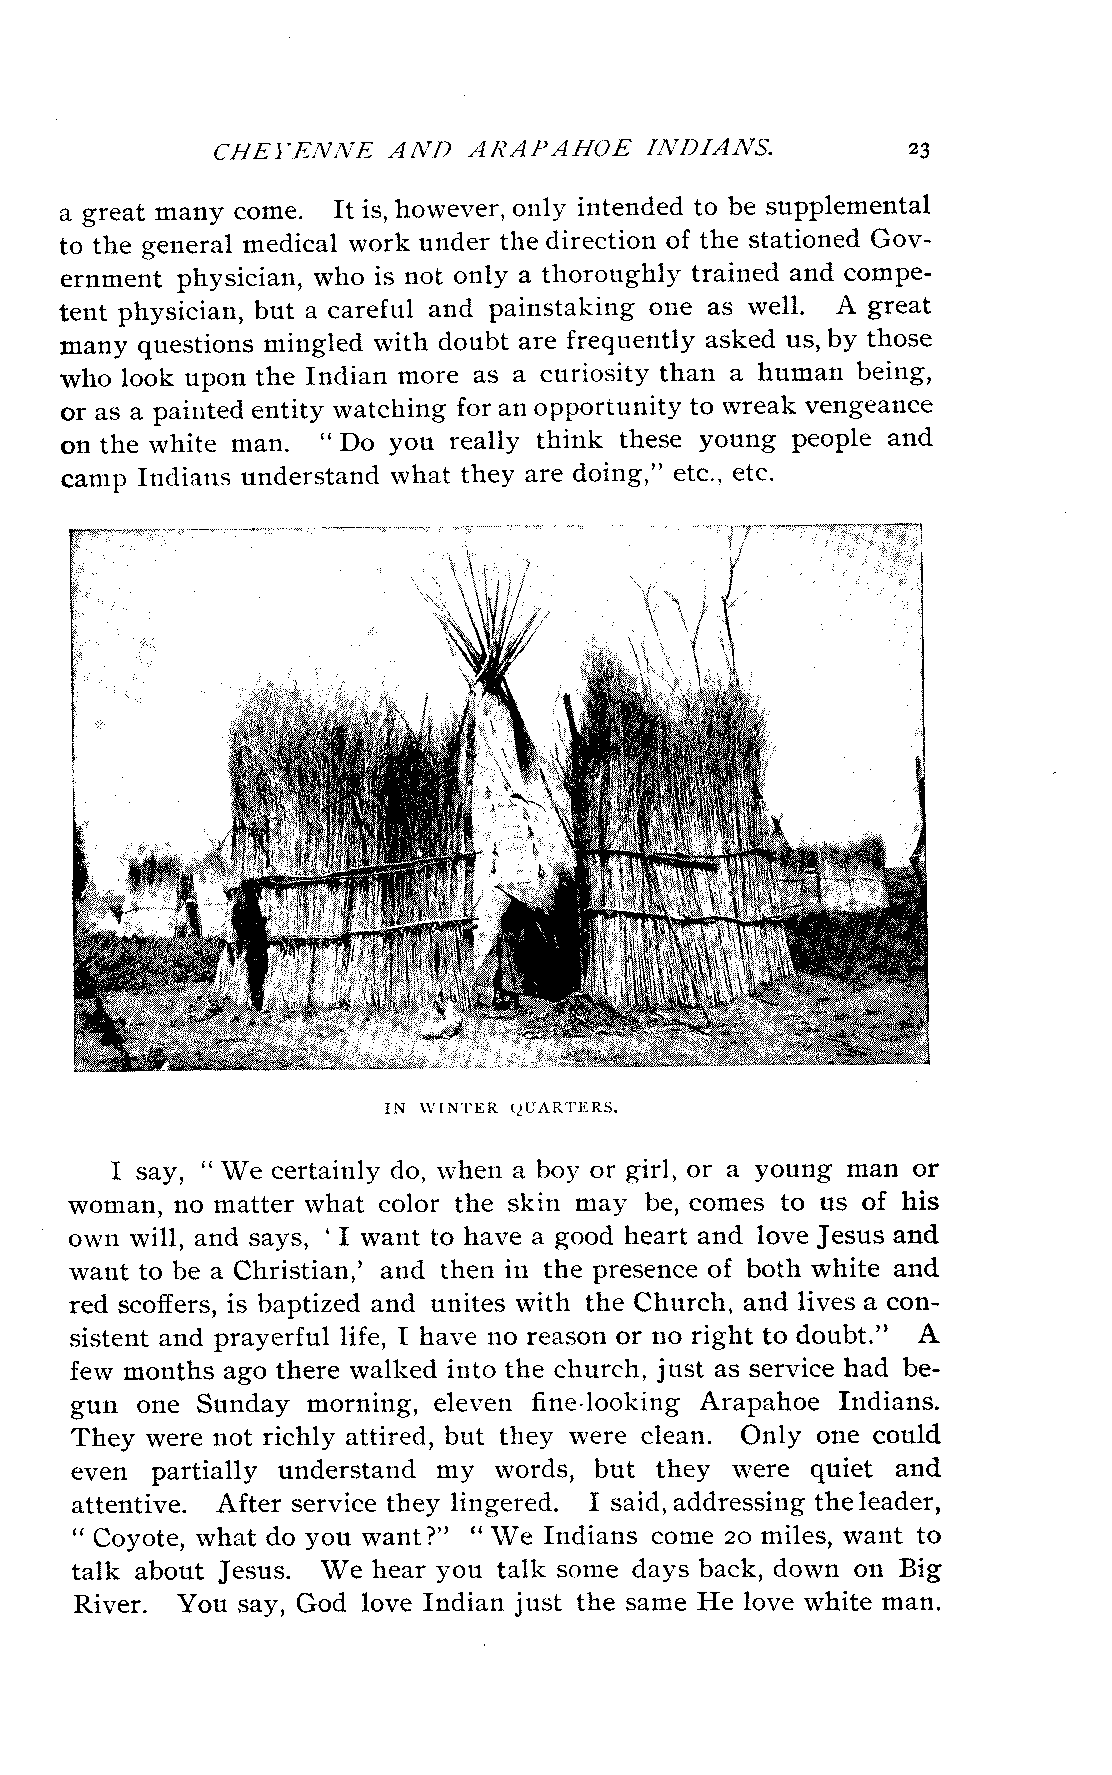 CHEYENNE AND ARAPAHOE INDIANS. 23
a great many come. It is, however, only intended to be supplemental
to the general medical work under the direction of the stationed Gov-
ernment physician, who is not only a thoroughly trained and compe-
tent physician, but a careful and painstaking one as well. A great
many questions mingled with doubt are frequently asked us, by those
who look upon the Indian more as a curiosity than a human being,
or as a painted entity watching for an opportunity to wreak vengeance
on the white man. "Do you really think these young people and
camp Indians understand what they are doing," etc., etc.
IN WINTER QUARTERS.
I say, "We certainly do, when a boy or girl, or a young man or
woman, no matter what color the skin may be, comes to us of his
own will, and says, 'I want to have a good heart and love Jesus and
want to be a Christian,' and then in the presence of both white and
red scoffers, is baptized and unites with the Church, and lives a con-
sistent and prayerful life, I have no reason or no right to doubt." A
few months ago there walked into the church, just as service had be-
gun one Sunday morning, eleven fine-looking Arapahoe Indians.
They were not richly attired, but they were clean. Only one could
even partially understand my words, but they were quiet and
attentive. After service they lingered. I said, addressing the leader,
"Coyote, what do you want?" "We Indians come 20 miles, want to
talk about Jesus. We hear you talk some days back, down on Big
River. You say, God love Indian just the same He love white man.